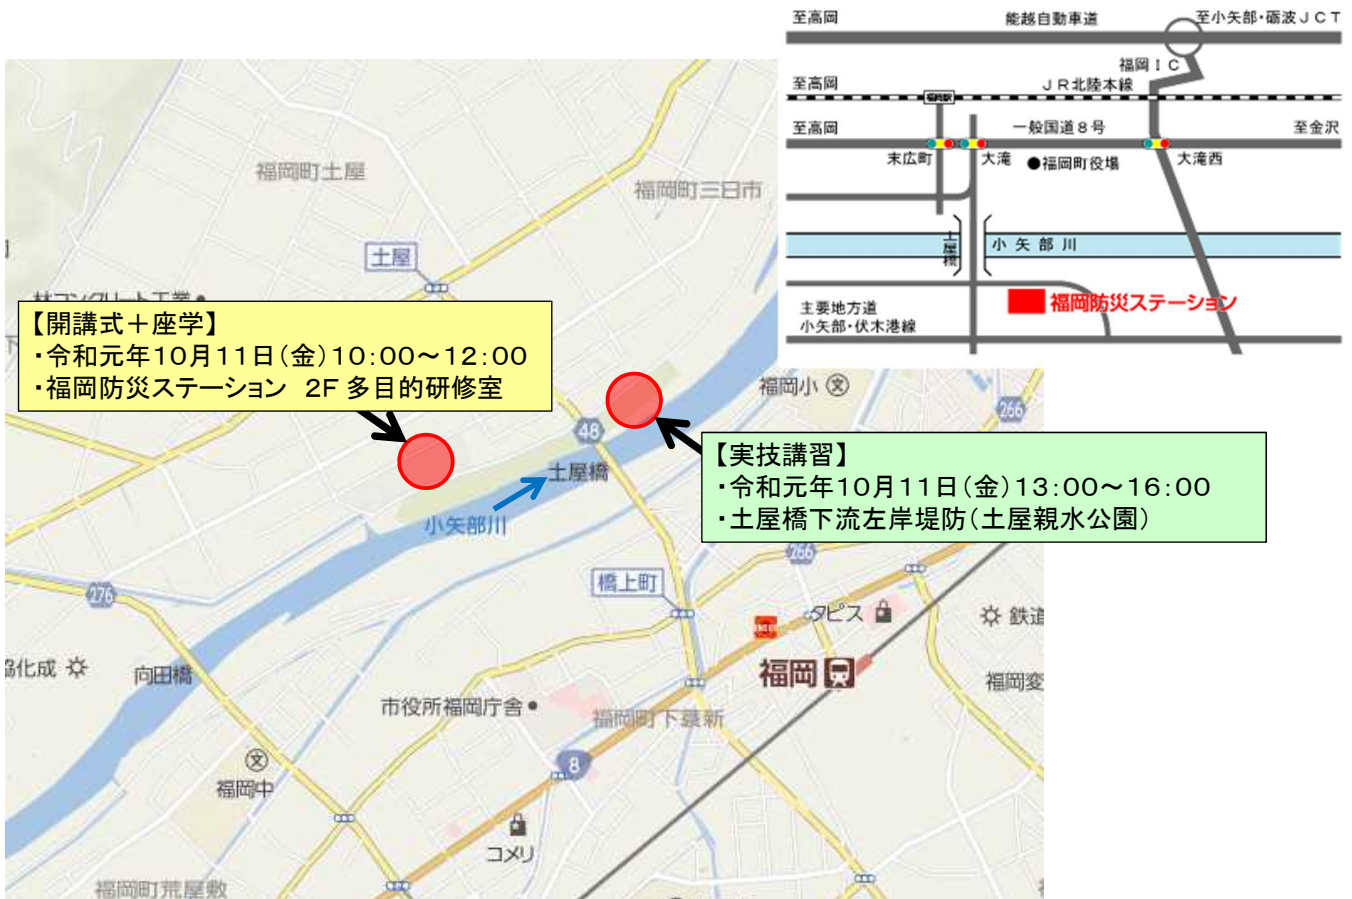 至高岡
能越自動車道
至小矢部・砺波ＪＣＴ
福岡ＩＣ
至高岡
ＪＲ北陸本線
福岡駅
至高岡
一般国道８号
至金沢
末広町
大滝
●福岡町役場
大滝西
土屋橋
小矢部川
主要地方道
小矢部・伏木港線
福岡防災ステーション
福岡町土屋
福岡町三日市
土屋
【開講式＋座学】
・令和元年１０月１１日（金）１０：００～１２：００
・福岡防災ステーション　２Ｆ 多目的研修室
福岡小
266
48
土屋橋
小矢部川
【実技講習】
・令和元年１０月１１日（金）１３：００～１６：００
・土屋橋下流左岸堤防（土屋親水公園）
266
橋上町
276
タピス
鉄道
化成
向田橋
福岡
福岡変
市役所福岡庁舎
福岡町下蓑新
8
福岡中
コメリ
福岡町荒屋敷